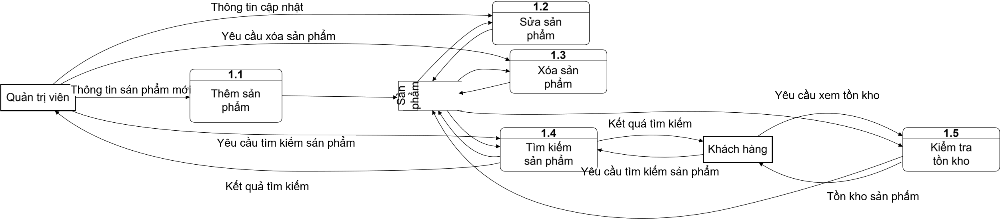 Thông tin cập nhật
1.2
Sửa sản
phẩm
Yêu cầu xóa sản phẩm
1.3
Xóa sản
phẩm
1.1
Thêm sản
phẩm
Quản trị viên
Thông tin sản phẩm mới
Sản
phẩm
Yêu cầu xem tồn kho
Kết quả tìm kiếm
1.4
Tìm kiếm
sản phẩm
Yêu cầu tìm kiếm sản phẩm
Khách hàng
1.5
Kiểm tra
tồn kho
Yêu cầu tìm kiếm sản phẩm
Kết quả tìm kiếm
Tồn kho sản phẩm